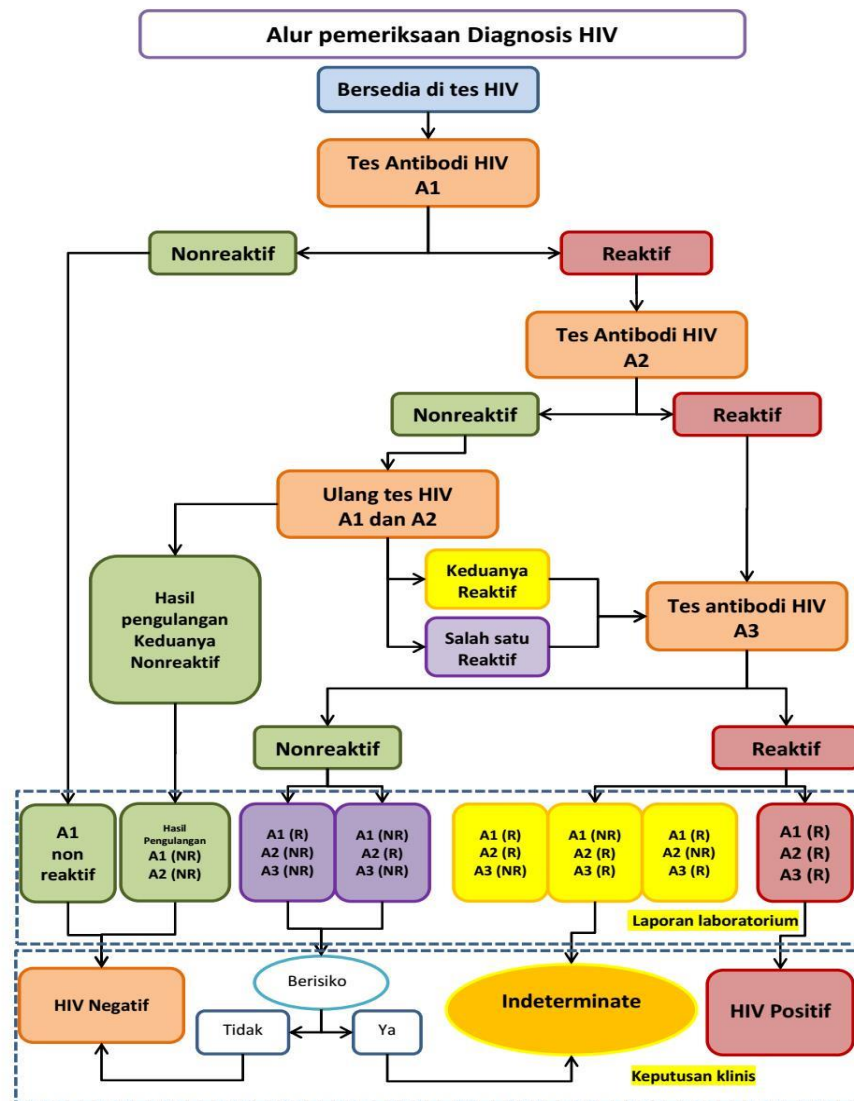 Alur pemeriksaan Diagnosis HIV
Bersedia di tes HIV
Tes Antibodi HIV
A1
Nonreaktif
Reaktif
Tes Antibodi HIV
A2
Nonreaktif
Reaktif
Ulang tes HIV
A1 dan A2
Hasil
pengulangan
Keduanya
Nonreaktif
Keduanya
Reaktif
Salah satu
Reaktif
Tes antibodi HIV
A3
Nonreaktif
Reaktif
A1
non
reaktif
Hasil
Pengulangan
A1 (NR)
A2 (NR)
A1 (R)
A2 (NR)
A3 (NR)
A1 (NR)
A2 (R)
A3 (NR)
A1 (R)
A2 (R)
A3 (NR)
A1 (NR)
A2 (R)
A3 (R)
A1 (R)
A2 (NR)
A3 (R)
A1 (R)
A2 (R)
A3 (R)
Laporan laboratorium
HIV Negatif
Berisiko
Tidak
Ya
Indeterminate
HIV Positif
Keputusan klinis